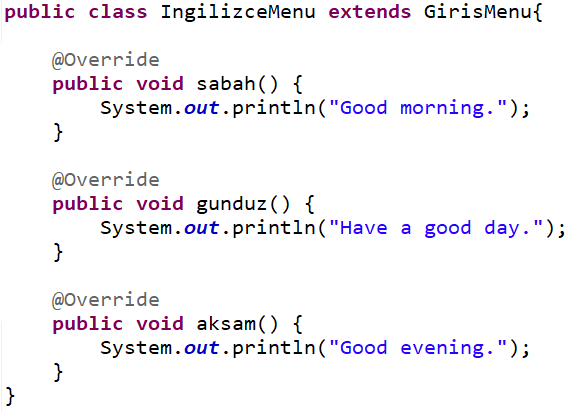 public class IngilizceMenu extends GirisMenu{
@Override
public void sabah() {
System.out.println("Good morning.");
}
@Override
public void gunduz() {
System.out.println("Have a good day.");
}
@Override
public void aksam() {
System.out.println("Good evening.");
}
}